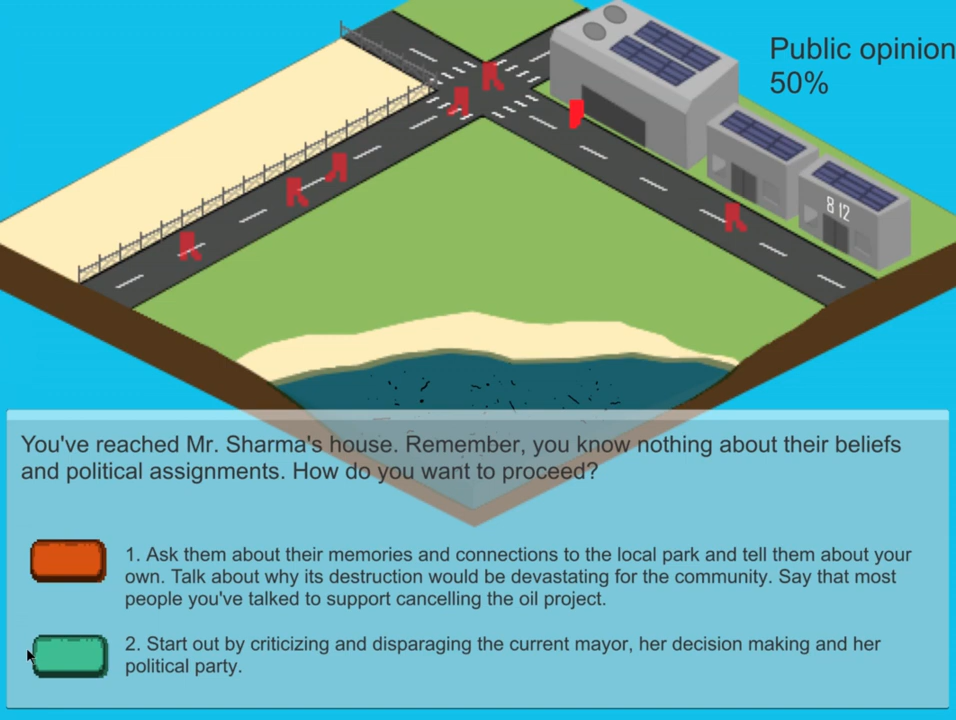 Public opinion
50%
8 12
You've reached Mr. Sharma's house. Remember, you know nothing about their beliefs
and political assignments. How do you want to proceed?
1. Ask them about their memories and connections to the local park and tell them about your
own. Talk about why its destruction would be devastating for the community. Say that most
people you've talked to support cancelling the oil project.
2. Start out by criticizing and disparaging the current mayor, her decision making and her
political party.